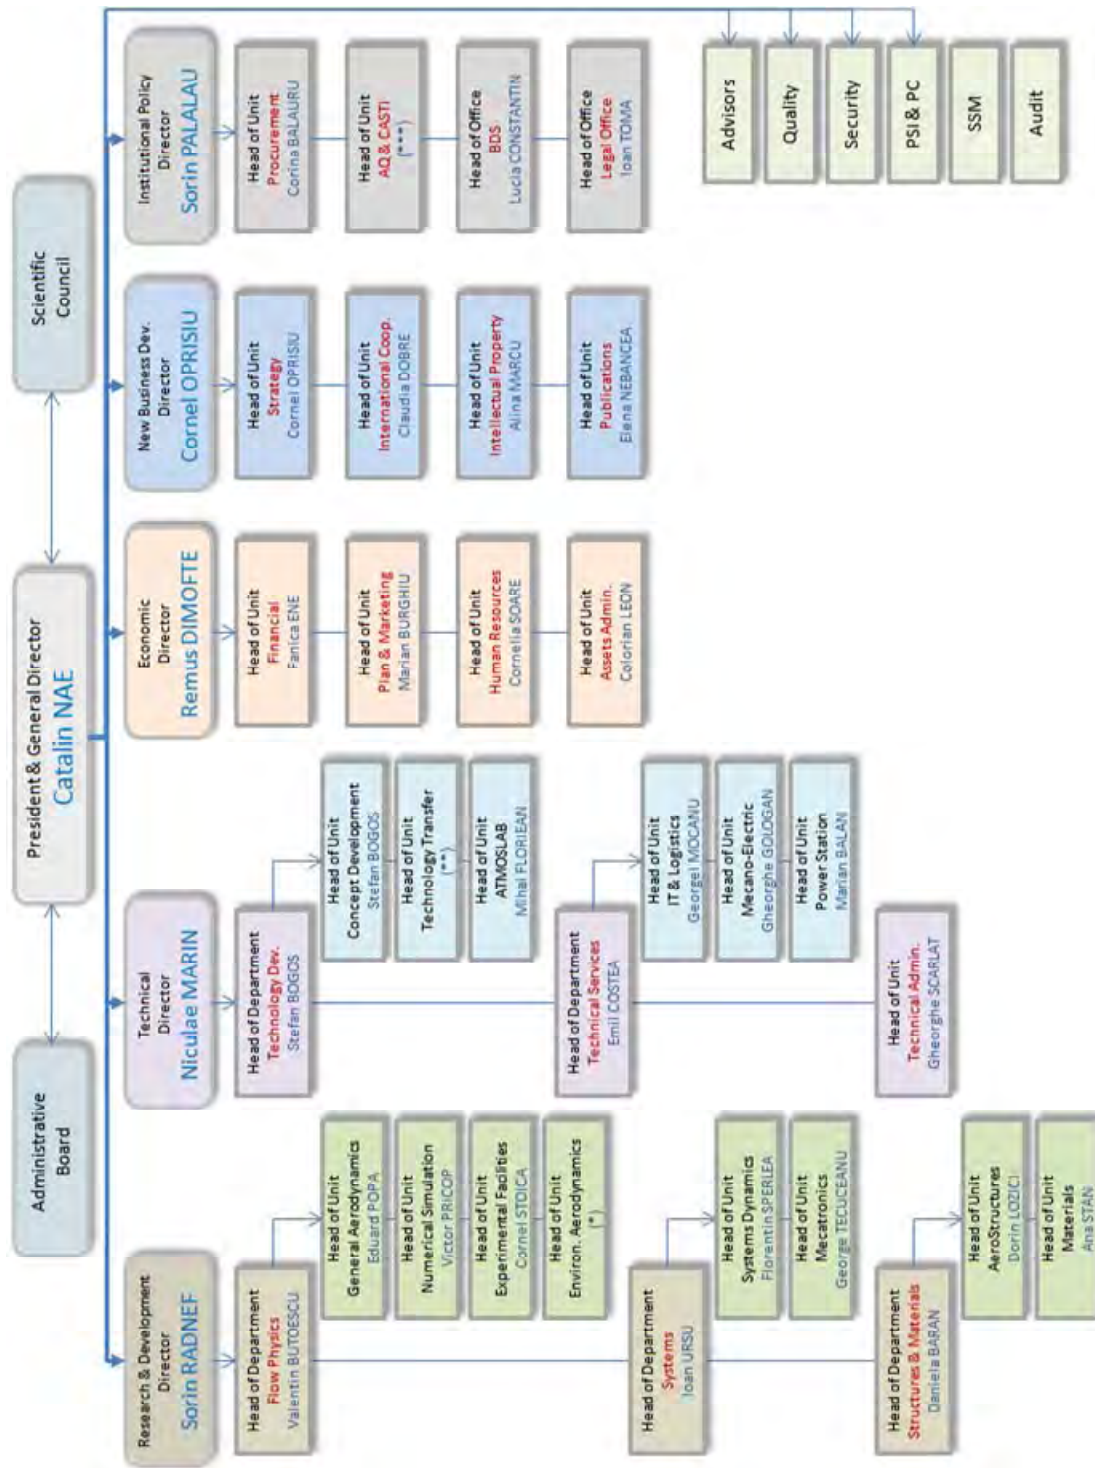 Administrative
Board
President & General Director
Catalin NAE
Scientific
Council
Research & Development
Director
Sorin RADNEF
Head of Department
Flow Physics
Valentin BUTOESCU
Head of Unit
General Aerodynamics
Eduard POPA
Head of Unit
Numerical Simulation
Victor PRICOP
Head of Unit
Experimental Facilities
Cornel STOICA
Head of Unit
Environ. Aerodynamics
(*)
Head of Department
Systems
Ioan URSU
Head of Unit
Systems Dynamics
Florentin SPERLEA
Head of Unit
Mecatronics
George TECUCEANU
Head of Department
Structures & Materials
Daniela BARAN
Head of Unit
AeroStructures
Dorin LOZICI
Head of Unit
Materials
Ana STAN
Technical
Director
Niculae MARIN
Head of Department
Technology Dev.
Stefan BOGOS
Head of Unit
Concept Development
Stefan BOGOS
Head of Unit
Technology Transfer
(**)
Head of Unit
ATMOSLAB
Mihai FLORIEAN
Head of Department
Technical Services
Emil COSTEA
Head of Unit
IT & Logistics
Georgel MOCANU
Head of Unit
Mecano-Electric
Gheorghe GOLOGAN
Head of Unit
Power Station
Marian BALAN
Head of Unit
Technical Admin.
Gheorghe SCARLAT
Economic
Director
Remus DIMOFTE
Head of Unit
Financial
Fanica ENE
Head of Unit
Plan & Marketing
Marian BURGHIU
Head of Unit
Human Resources
Cornelia SOARE
Head of Unit
Assets Admin.
Colorian LEON
New Business Dev.
Director
Cornel OPRISIU
Head of Unit
Strategy
Cornel OPRISIU
Head of Unit
International Coop.
Claudia DOBRE
Head of Unit
Intellectual Property
Alina MARCU
Head of Unit
Publications
Elena NEBANCEA
Institutional Policy
Director
Sorin PALALAU
Head of Unit
Procurement
Corina BALAURU
Head of Unit
AQ & CASTI
(***)
Head of Office
BDS
Lucia CONSTANTIN
Head of Office
Legal Office
Ioan TOMA
Advisors
Quality
Security
PSI & PC
SSM
Audit